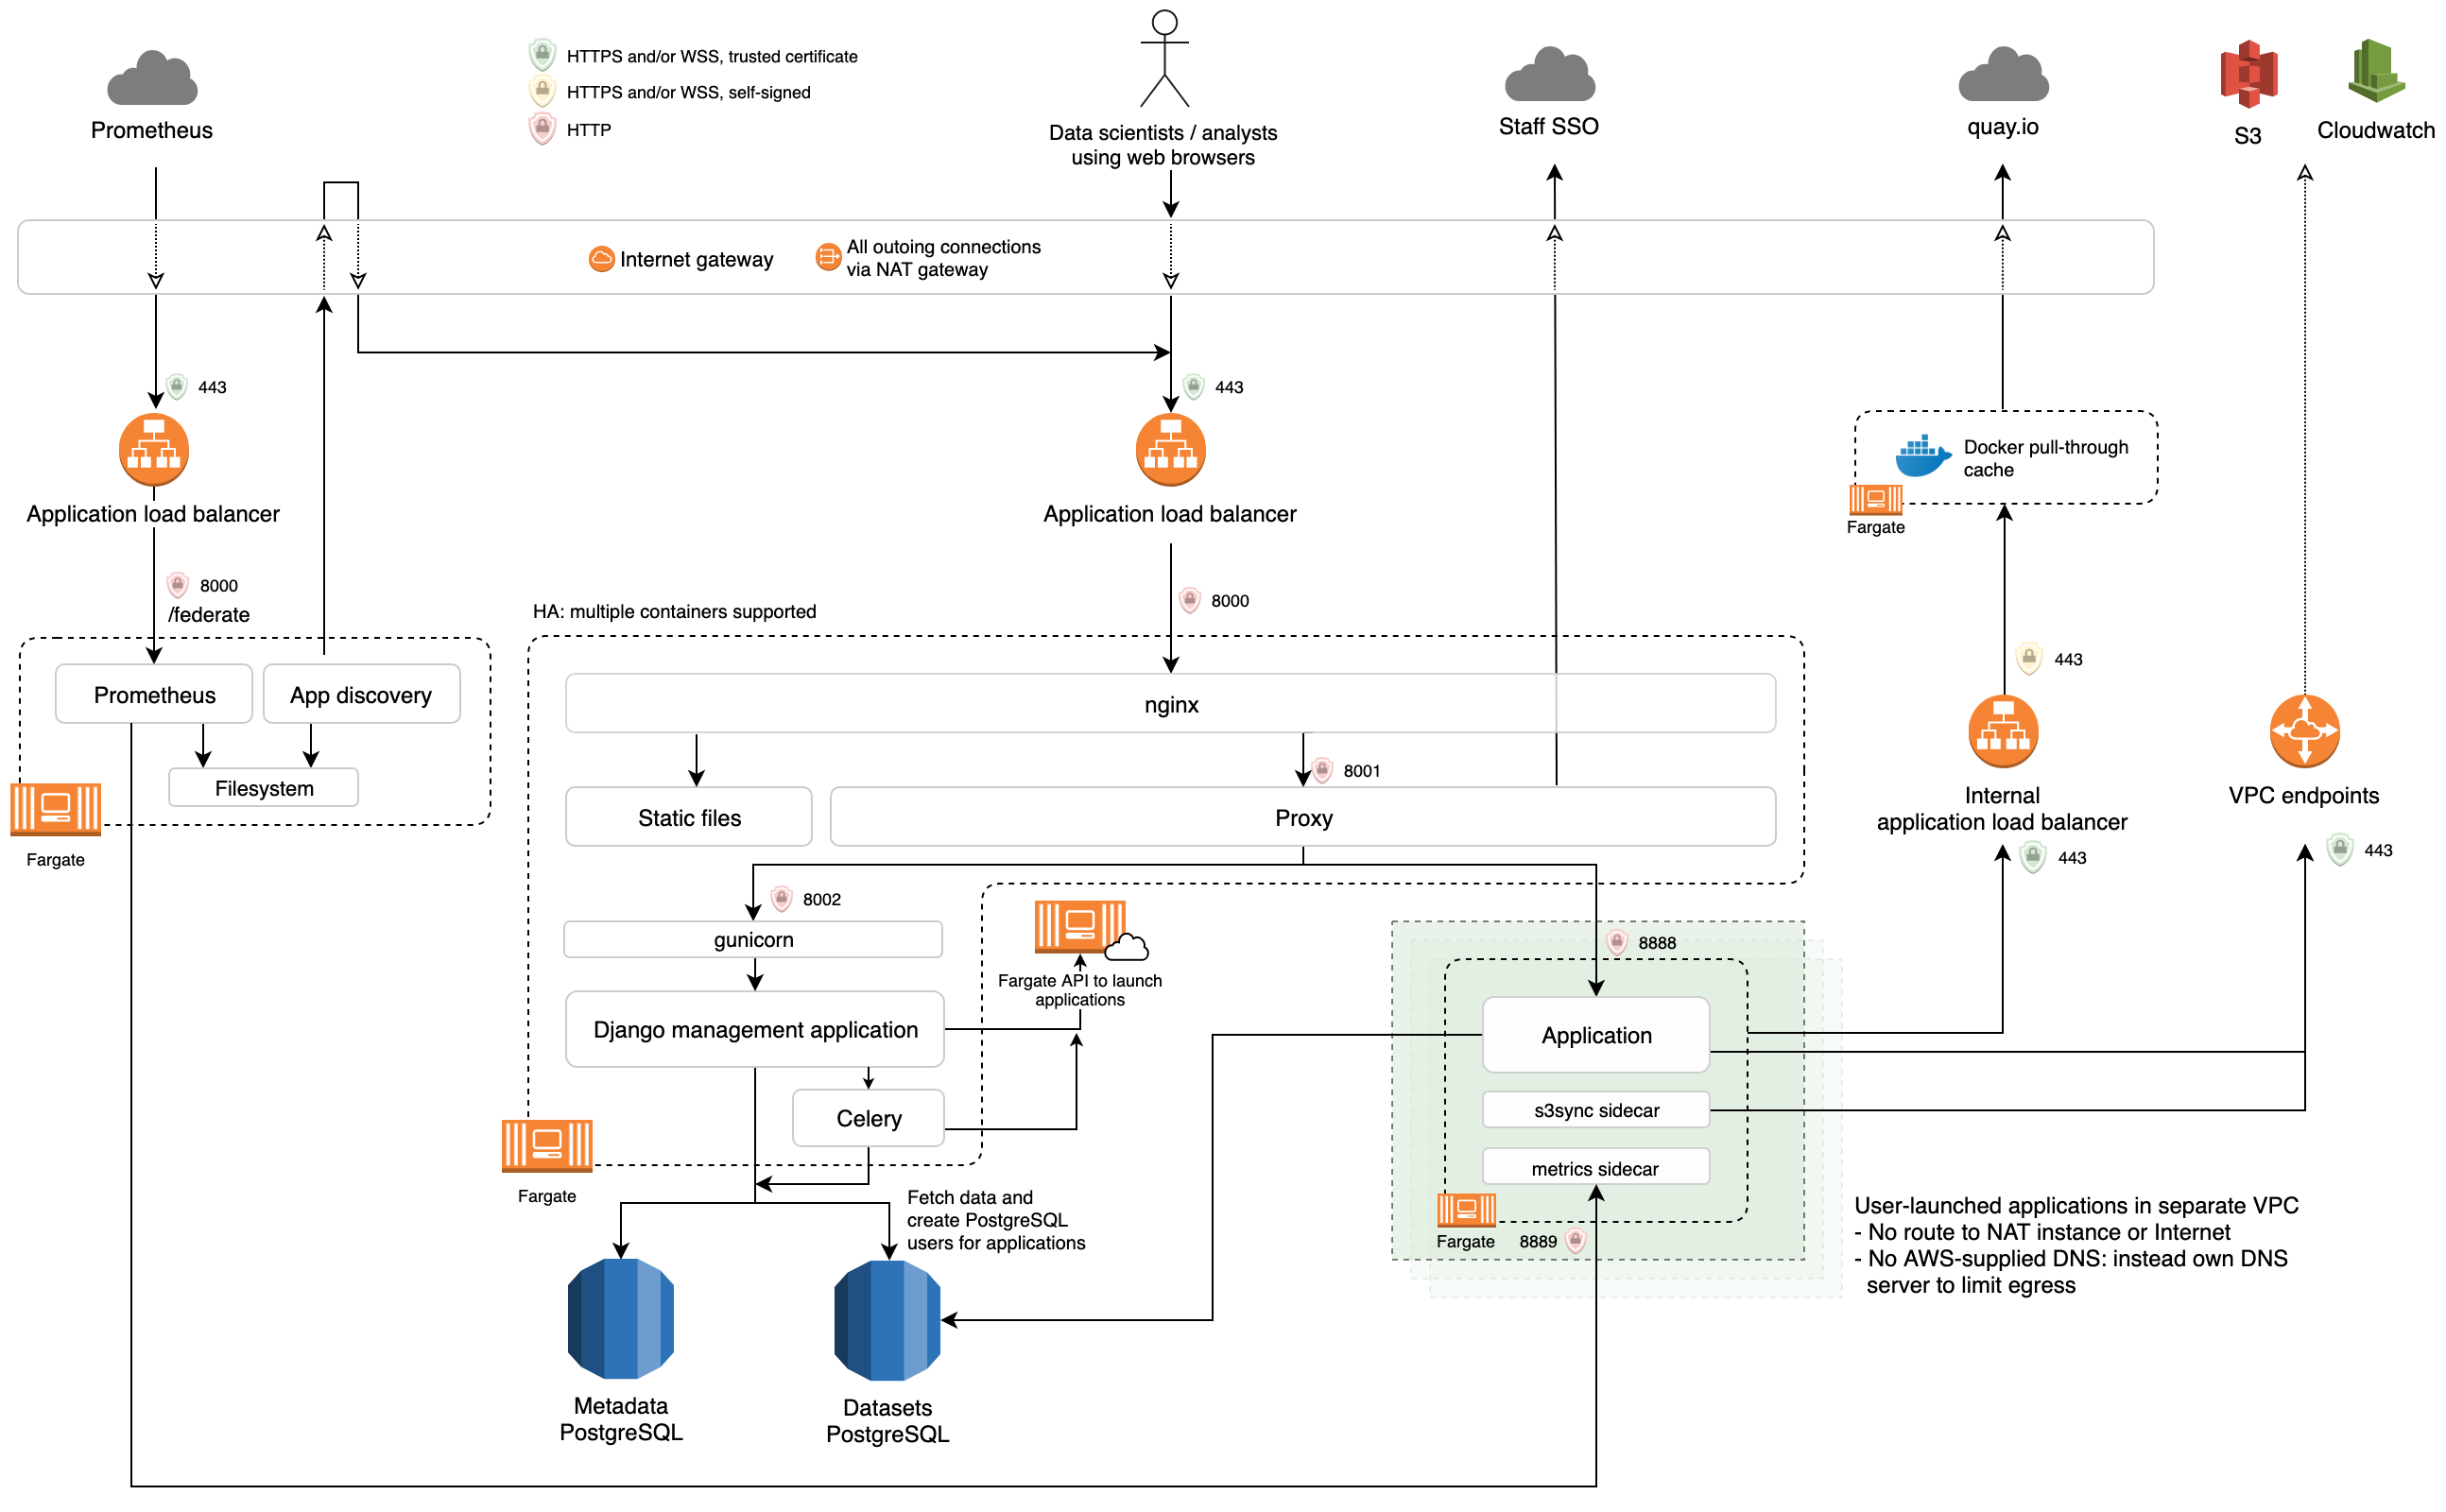 Prometheus
HTTPS and/or WSS, trusted certificate
HTTPS and/or WSS, self-signed
HTTP
Data scientists / analysts
using web browsers
Staff SSO
quay.io
S3
Cloudwatch
Internet gateway
All outoing connections
via NAT gateway
443
Application load balancer
8000
/federate
Prometheus
App discovery
Filesystem
Fargate
443
Application load balancer
HA: multiple containers supported
8000
nginx
8001
Static files
Proxy
8002
gunicorn
Django management application
Celery
Fargate
Fargate API to launch
applications
Fetch data and
create PostgreSQL
users for applications
Metadata
PostgreSQL
Datasets
PostgreSQL
8888
Application
s3sync sidecar
metrics sidecar
Fargate
8889
Docker pull-through
cache
Fargate
443
Internal
application load balancer
443
VPC endpoints
443
User-launched applications in separate VPC
- No route to NAT instance or Internet
- No AWS-supplied DNS: instead own DNS
server to limit egress